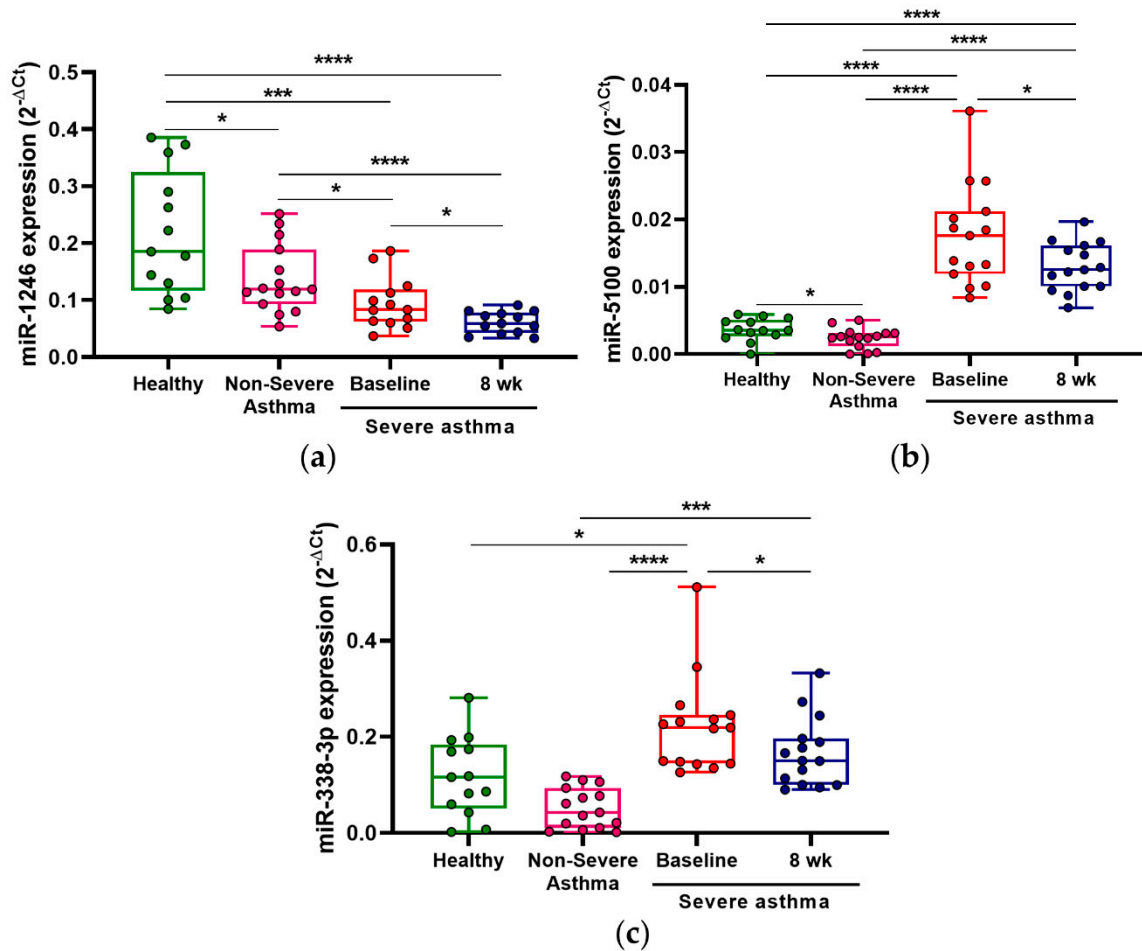 miR-1246 expression (2^-ΔCt)
0.5
0.4
0.3
0.2
0.1
0.0
****
***
*
****
*
*
Healthy
Non-Severe
Asthma
Baseline
8 wk
Severe asthma
(a)
miR-5100 expression (2^-ΔCt)
0.04
0.03
0.02
0.01
0.00
****
****
****
****
*
*
Healthy
Non-Severe
Asthma
Baseline
8 wk
Severe asthma
(b)
miR-338-3p expression (2^-ΔCt)
0.6
0.4
0.2
0.0
***
*
****
*
Healthy
Non-Severe
Asthma
Baseline
8 wk
Severe asthma
(c)